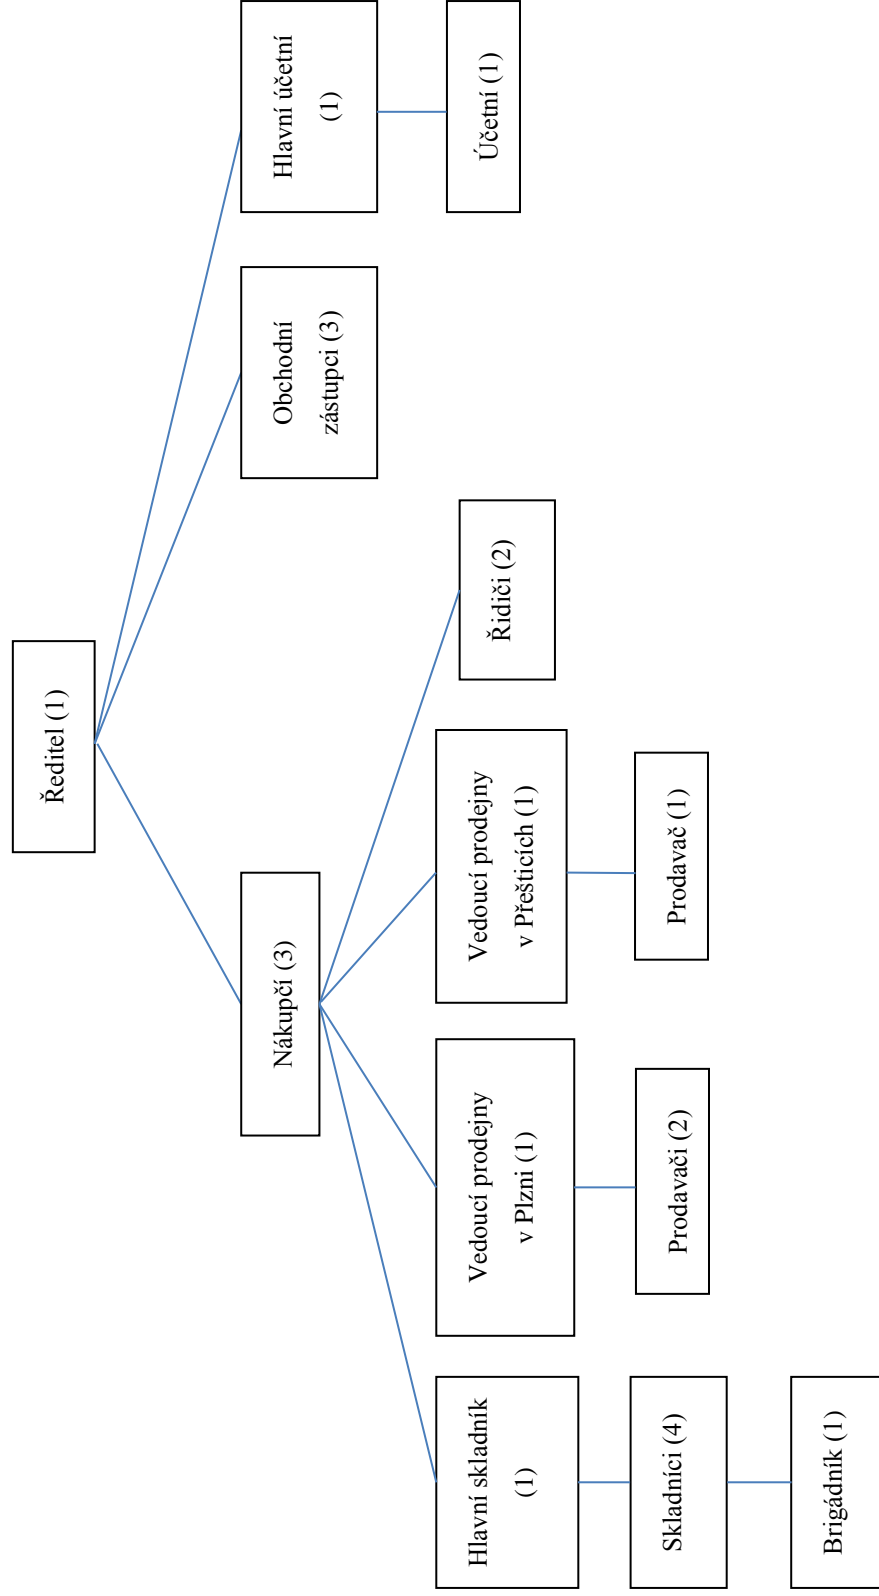 Ředitel (1)
Nákupčí (3)
Obchodní
zástupci (3)
Hlavní účetní
(1)
Hlavní skladník
(1)
Vedoucí prodejny
v Plzni (1)
Vedoucí prodejny
v Přešticích (1)
Řidiči (2)
Účetní (1)
Skladníci (4)
Prodavači (2)
Prodavač (1)
Brigádník (1)